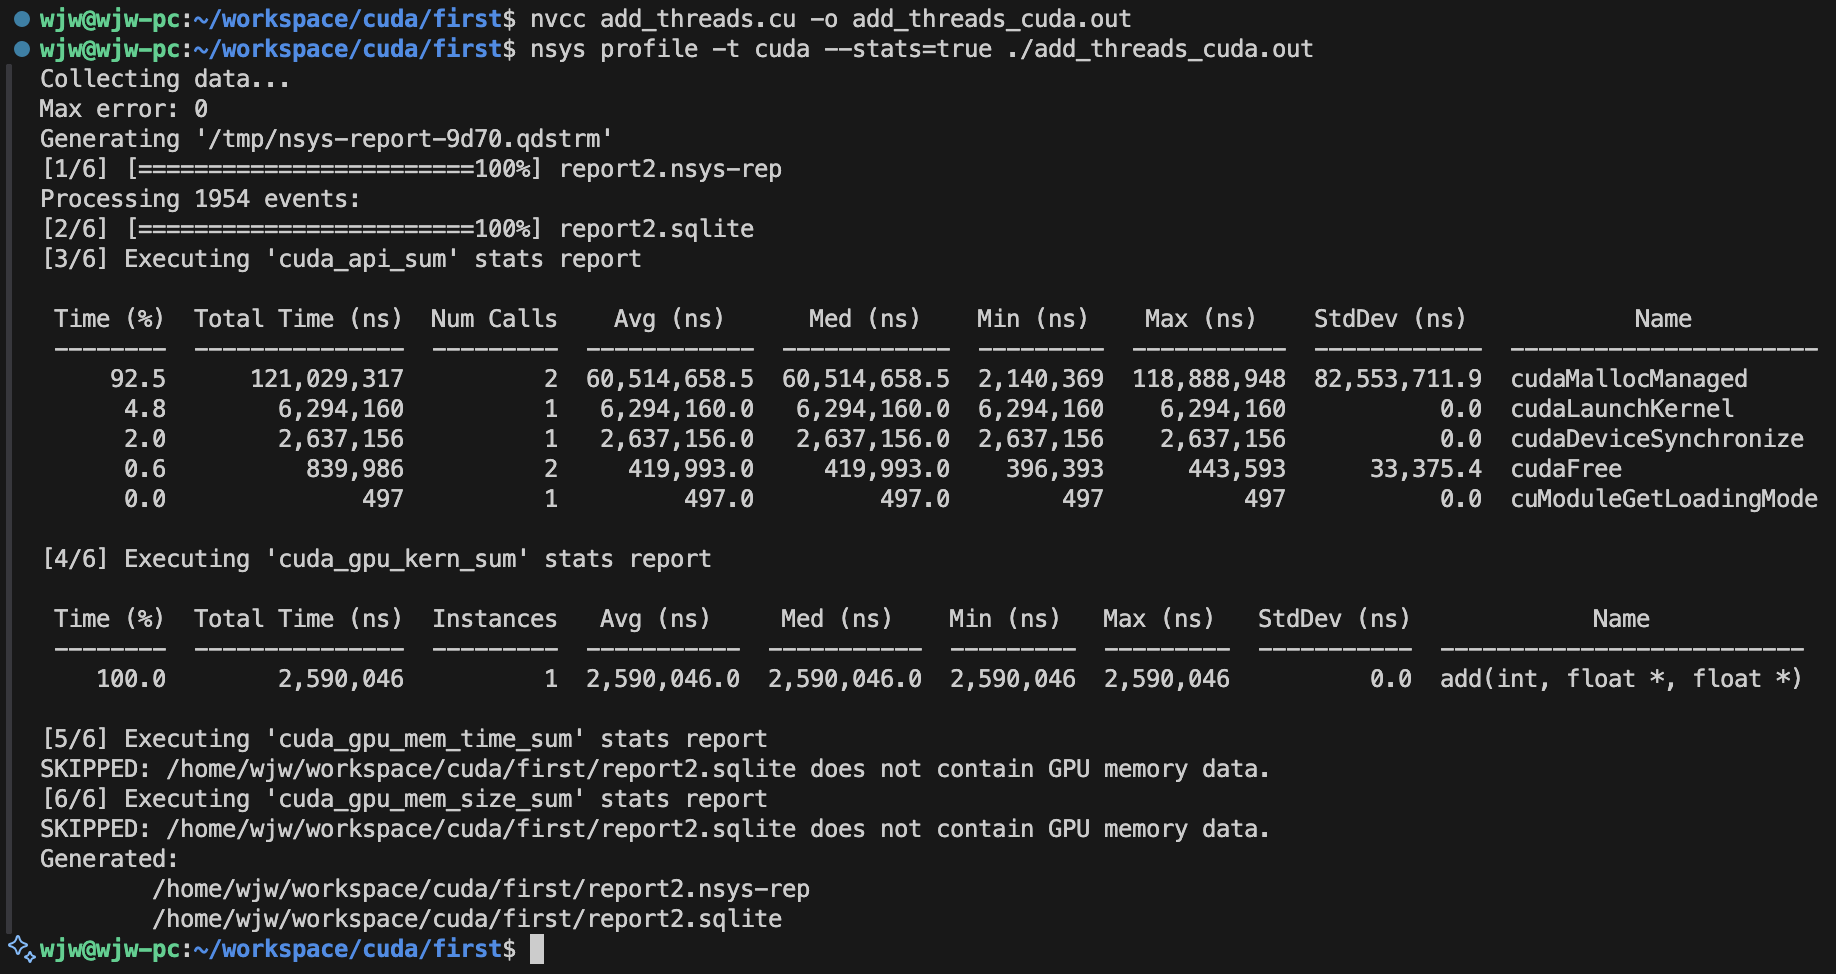 wjw@wjw-pc:~/workspace/cuda/first$ nvcc add_threads.cu -o add_threads_cuda.out
wjw@wjw-pc:~/workspace/cuda/first$ nsys profile -t cuda --stats=true ./add_threads_cuda.out
Collecting data...
Max error: 0
Generating '/tmp/nsys-report-9d70.qdstrm'
[1/6] [========================100%] report2.nsys-rep
Processing 1954 events:
[2/6] [========================100%] report2.sqlite
[3/6] Executing 'cuda_api_sum' stats report
Time (%)  Total Time (ns)  Num Calls    Avg (ns)      Med (ns)    Min (ns)    Max (ns)    StdDev (ns)            Name
--------  ---------------  ---------  ------------  ------------  ---------  -----------  ------------  ----------------------
92.5      121,029,317          2  60,514,658.5  60,514,658.5  2,140,369  118,888,948  82,553,711.9  cudaMallocManaged
4.8        6,294,160          1   6,294,160.0   6,294,160.0  6,294,160    6,294,160           0.0  cudaLaunchKernel
2.0        2,637,156          1   2,637,156.0   2,637,156.0  2,637,156    2,637,156           0.0  cudaDeviceSynchronize
0.6          839,986          2     419,993.0     419,993.0    396,393      443,593      33,375.4  cudaFree
0.0              497          1         497.0         497.0        497          497           0.0  cuModuleGetLoadingMode
[4/6] Executing 'cuda_gpu_kern_sum' stats report
Time (%)  Total Time (ns)  Instances   Avg (ns)     Med (ns)    Min (ns)   Max (ns)   StdDev (ns)             Name
--------  ---------------  ---------  -----------  -----------  ---------  ---------  -----------  --------------------------
100.0        2,590,046          1  2,590,046.0  2,590,046.0  2,590,046  2,590,046          0.0  add(int, float *, float *)
[5/6] Executing 'cuda_gpu_mem_time_sum' stats report
SKIPPED: /home/wjw/workspace/cuda/first/report2.sqlite does not contain GPU memory data.
[6/6] Executing 'cuda_gpu_mem_size_sum' stats report
SKIPPED: /home/wjw/workspace/cuda/first/report2.sqlite does not contain GPU memory data.
Generated:
/home/wjw/workspace/cuda/first/report2.nsys-rep
/home/wjw/workspace/cuda/first/report2.sqlite
wjw@wjw-pc:~/workspace/cuda/first$